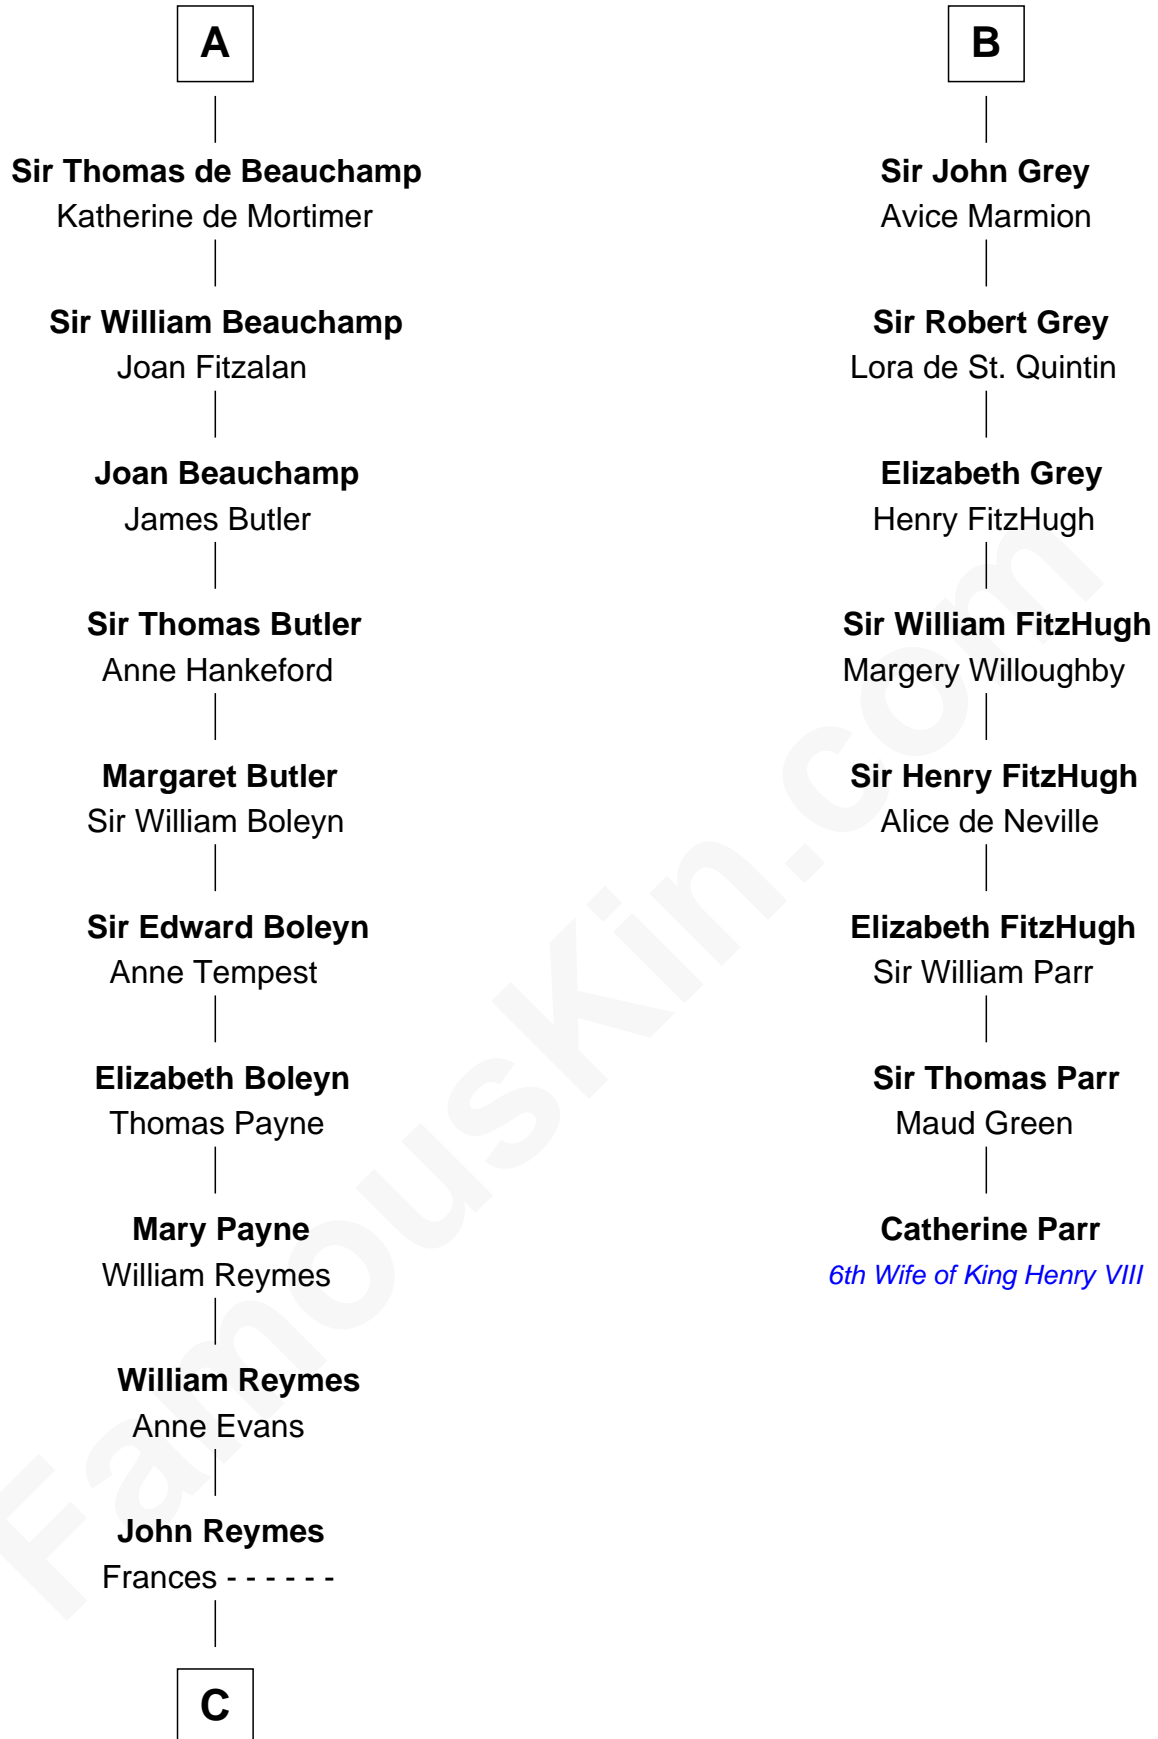 A
Sir Thomas de Beauchamp
Katherine de Mortimer
Sir William Beauchamp
Joan Fitzalan
Joan Beauchamp
James Butler
Sir Thomas Butler
Anne Hankeford
Margaret Butler
Sir William Boleyn
Sir Edward Boleyn
Anne Tempest
Elizabeth Boleyn
Thomas Payne
Mary Payne
William Reymes
William Reymes
Anne Evans
John Reymes
Frances - - - - - -
C
B
Sir John Grey
Avice Marmion
Sir Robert Grey
Lora de St. Quintin
Elizabeth Grey
Henry FitzHugh
Sir William FitzHugh
Margery Willoughby
Sir Henry FitzHugh
Alice de Neville
Elizabeth FitzHugh
Sir William Parr
Sir Thomas Parr
Maud Green
Catherine Parr
6th Wife of King Henry VIII
FamousKin.com